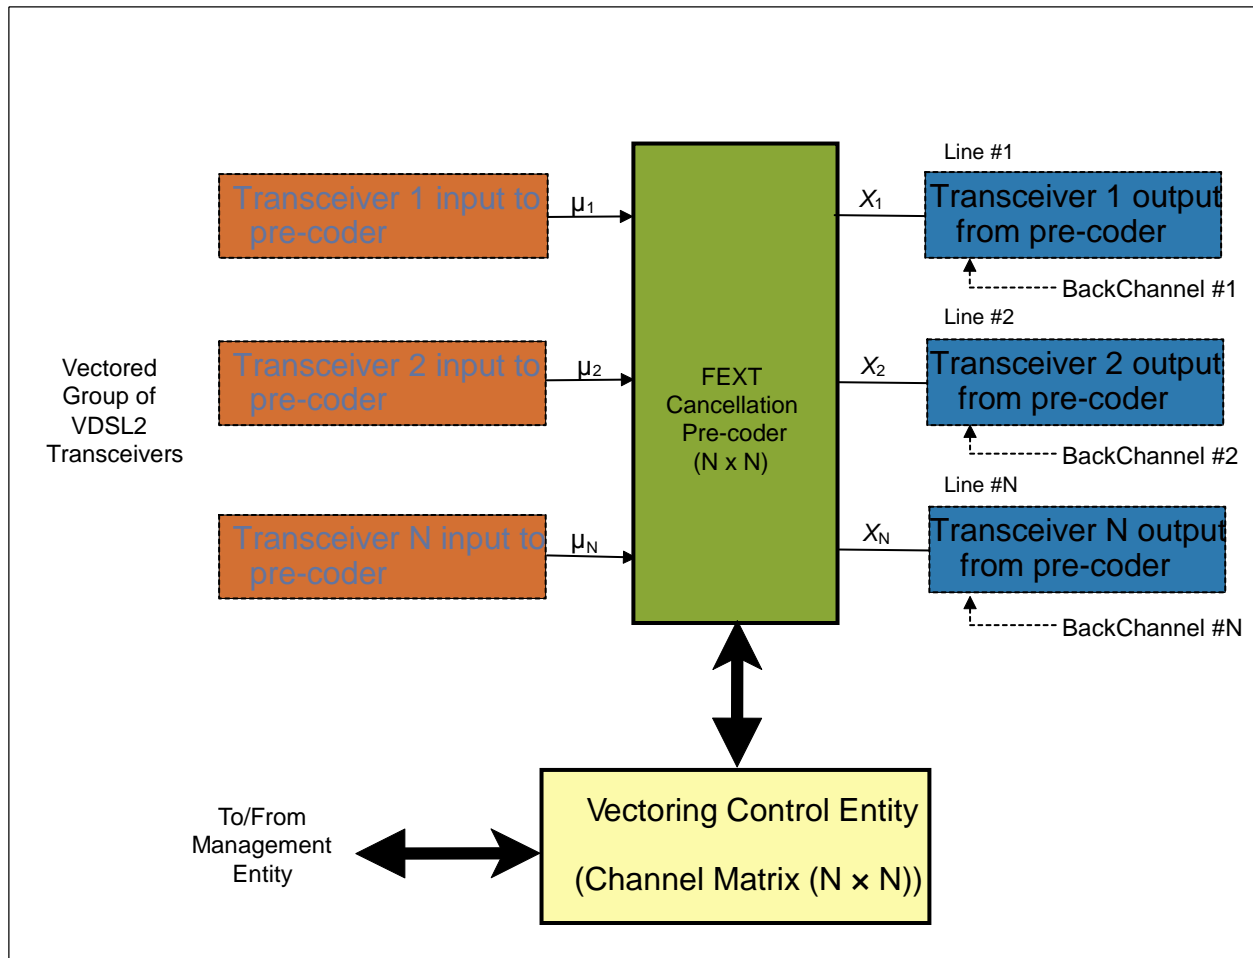 Line #1
Transceiver 1 input to
pre-coder
μ1
X1
Transceiver 1 output
from pre-coder
BackChannel #1
Line #2
Vectored
Group of
VDSL2
Transceivers
Transceiver 2 input to
pre-coder
μ2
FEXT
Cancellation
Pre-coder
(N x N)
X2
Transceiver 2 output
from pre-coder
BackChannel #2
Line #N
Transceiver N input to
pre-coder
μN
XN
Transceiver N output
from pre-coder
BackChannel #N
To/From
Management
Entity
Vectoring Control Entity
(Channel Matrix (N × N))